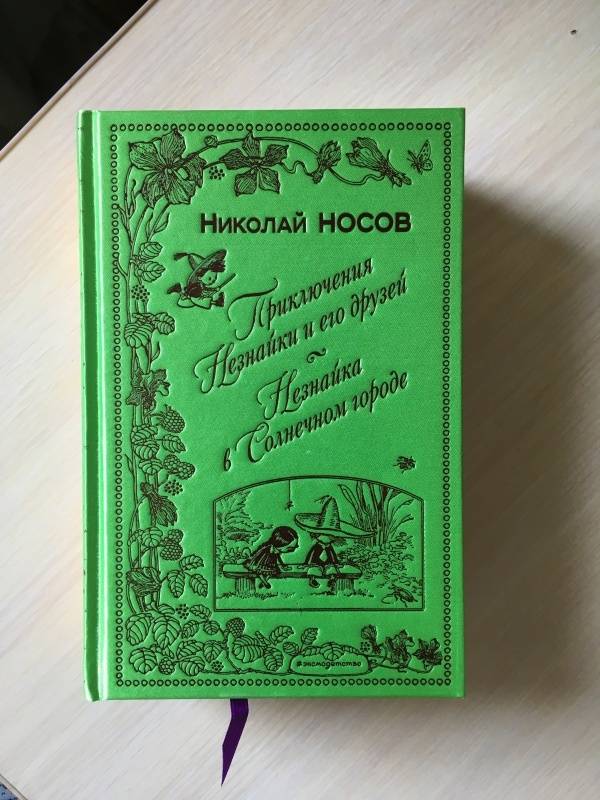 Николай НОСОВ
Приключения
Незнайки и его друзей
~
Незнайка
в Солнечном городе
#эксмодетство